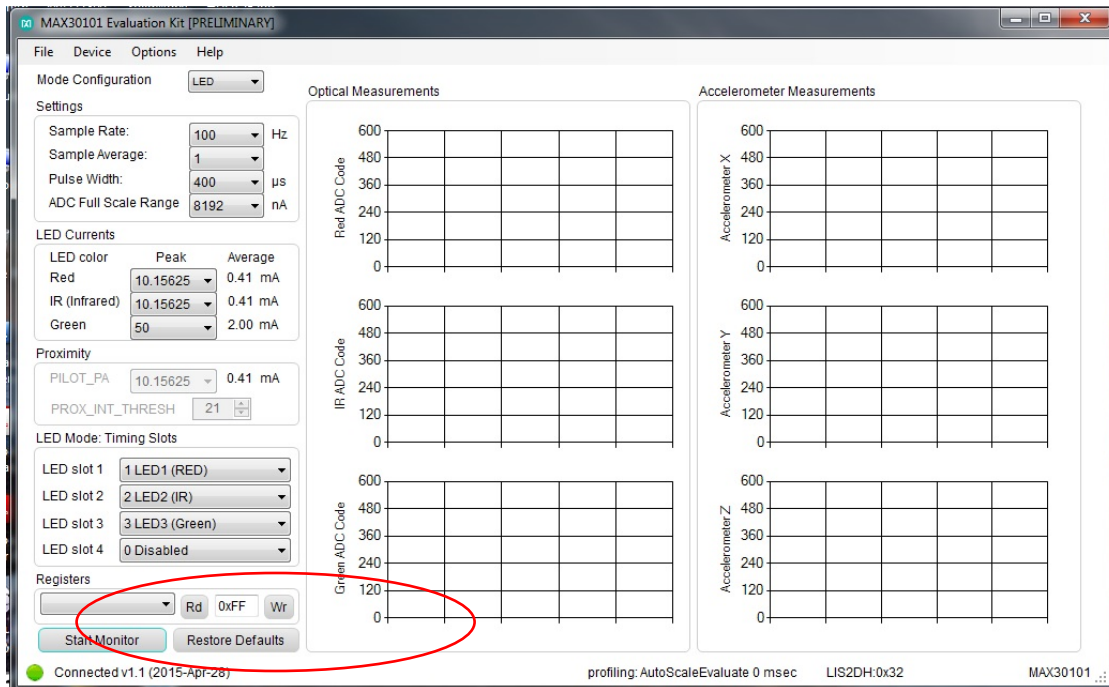 MAX30101 Evaluation Kit [PRELIMINARY]
File Device Options Help
Mode Configuration LED
Settings
Sample Rate: 100 Hz
Sample Average: 1
Pulse Width: 400 µs
ADC Full Scale Range 8192 nA
LED Currents
LED color Peak Average
Red 10.15625 0.41 mA
IR (Infrared) 10.15625 0.41 mA
Green 50 2.00 mA
Proximity
PILOT_PA 10.15625 0.41 mA
PROX_INT_THRESH 21
LED Mode: Timing Slots
LED slot 1 1 LED1 (RED)
LED slot 2 2 LED2 (IR)
LED slot 3 3 LED3 (Green)
LED slot 4 0 Disabled
Registers
Rd 0xFF Wr
Start Monitor Restore Defaults
Optical Measurements
Red ADC Code
600
480
360
240
120
0
IR ADC Code
600
480
360
240
120
0
Green ADC Code
600
480
360
240
120
0
Accelerometer Measurements
Accelerometer X
600
480
360
240
120
0
Accelerometer Y
600
480
360
240
120
0
Accelerometer Z
600
480
360
240
120
0
Connected v1.1 (2015-Apr-28) profiling: AutoScaleEvaluate 0 msec LIS2DH:0x32 MAX30101